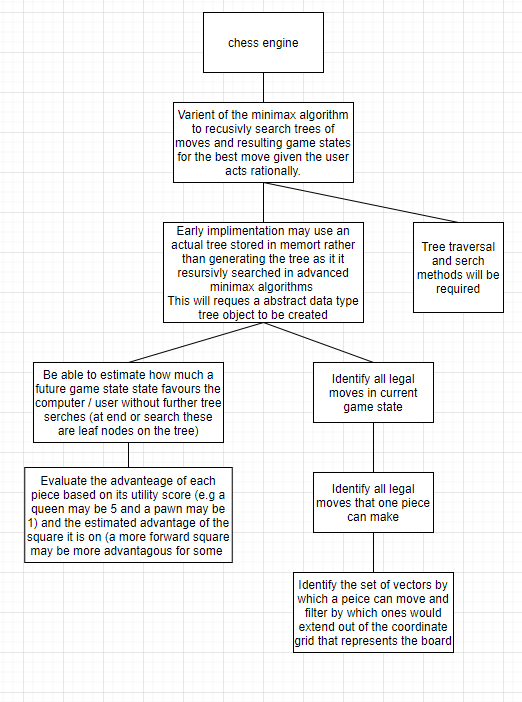 chess engine
Varient of the minimax algorithm
to recusivly search trees of
moves and resulting game states
for the best move given the user
acts rationally.
Early implimentation may use an
actual tree stored in memort rather
than generating the tree as it it
resursivly searched in advanced
minimax algorithms
This will reques a abstract data type
tree object to be created
Tree traversal
and serch
methods will be
required
Be able to estimate how much a
future game state state favours the
computer / user without further tree
serches (at end or search these
are leaf nodes on the tree)
Identify all legal
moves in current
game state
Evaluate the advanteage of each
piece based on its utility score (e.g a
queen may be 5 and a pawn may be
1) and the estimated advantage of the
square it is on (a more forward square
may be more advantagous for some
Identify all legal
moves that one piece
can make
Identify the set of vectors by
which a peice can move and
filter by which ones would
extend out of the coordinate
grid that represents the board